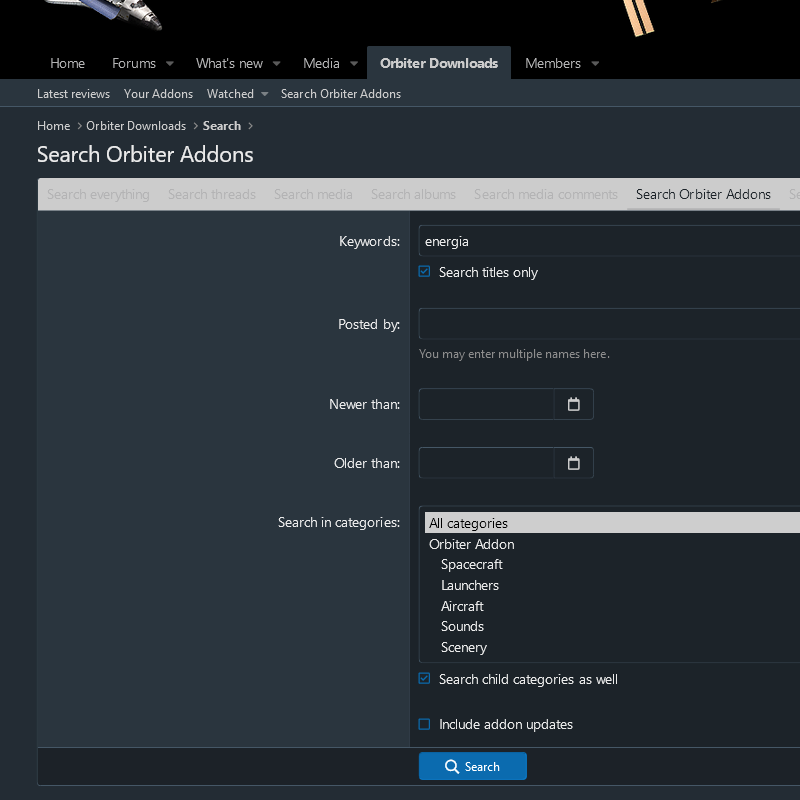 Home Forums What's new Media Orbiter Downloads Members
Latest reviews Your Addons Watched Search Orbiter Addons
Home Orbiter Downloads Search
Search Orbiter Addons
Search everything Search threads Search media Search albums Search media comments Search Orbiter Addons
Keywords: energia
Search titles only
Posted by:
You may enter multiple names here.
Newer than:
Older than:
Search in categories: All categories
Orbiter Addon
Spacecraft
Launchers
Aircraft
Sounds
Scenery
Search child categories as well
Include addon updates
Search